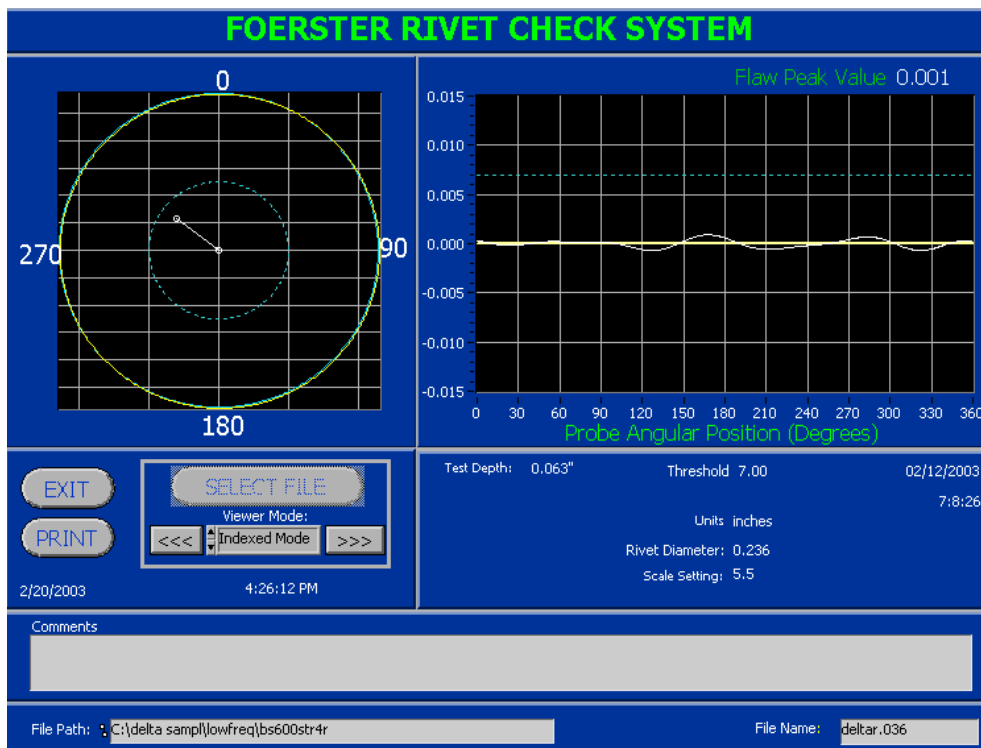 FOERSTER RIVET CHECK SYSTEM
0
270
90
180
Flaw Peak Value 0.001
0.015
0.010
0.005
0.000
-0.005
-0.010
-0.015
0 30 60 90 120 150 180 210 240 270 300 330 360
Probe Angular Position (Degrees)
EXIT
PRINT
SELECT FILE
Viewer Mode:
<<< Indexed Mode >>>
2/20/2003 4:26:12 PM
Test Depth: 0.063" Threshold 7.00 02/12/2003
7:8:26
Units inches
Rivet Diameter: 0.236
Scale Setting: 5.5
Comments
File Path: C:\delta sampl\lowfreq\bs600str4r
File Name: deltar.036